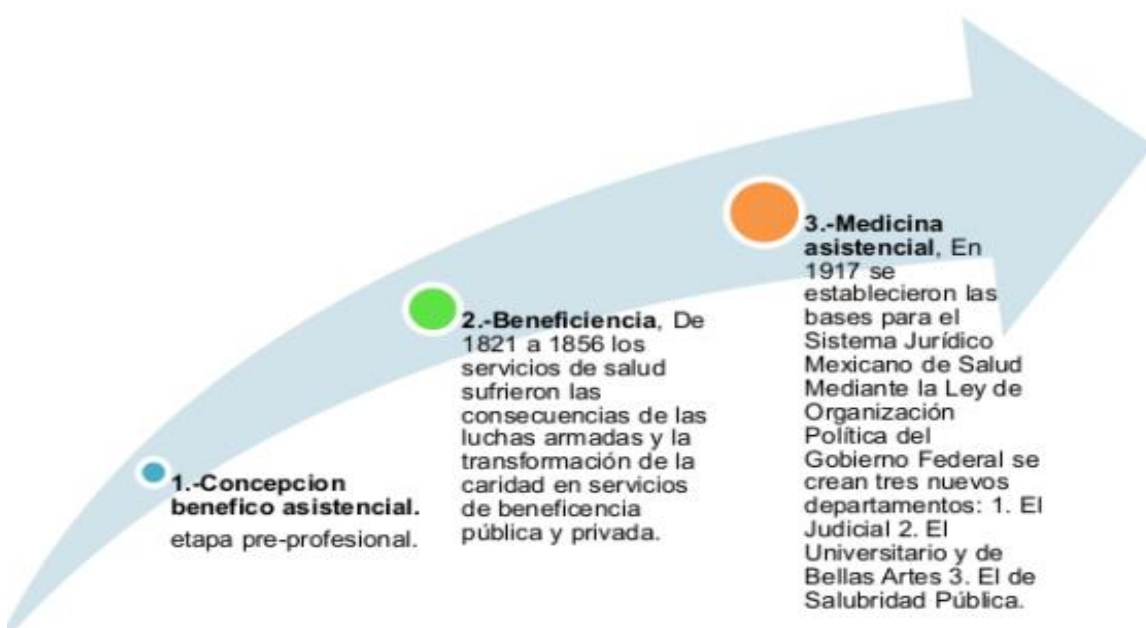 1.-Concepcion
benefico asistencial.
etapa pre-profesional.
2.-Beneficiencia, De
1821 a 1856 los
servicios de salud
sufrieron las
consecuencias de las
luchas armadas y la
transformación de la
caridad en servicios
de beneficencia
pública y privada.
3.-Medicina
asistencial, En
1917 se
establecieron las
bases para el
Sistema Jurídico
Mexicano de Salud
Mediante la Ley de
Organización
Política del
Gobierno Federal se
crean tres nuevos
departamentos: 1. El
Judicial 2. El
Universitario y de
Bellas Artes 3. El de
Salubridad Pública.